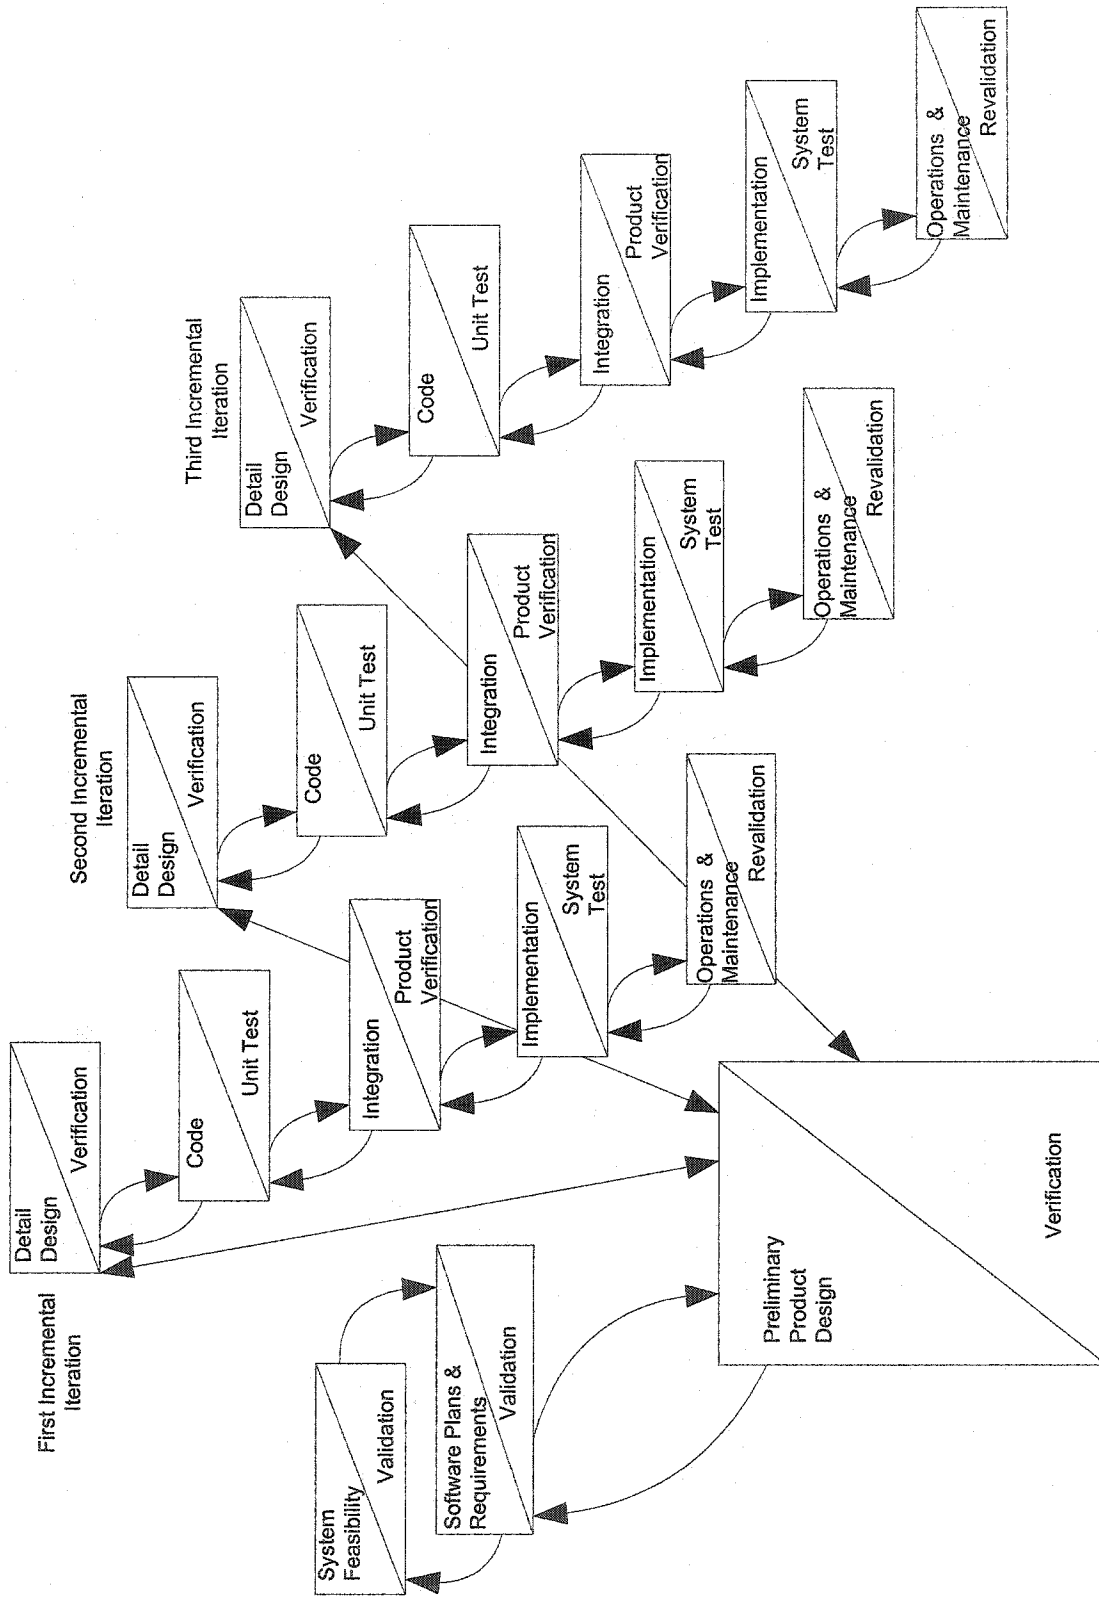 System
Feasibility
Validation
Software Plans &
Requirements
Validation
Preliminary
Product
Design
Verification
First Incremental
Iteration
Detail
Design
Verification
Code
Unit Test
Integration
Product
Verification
Implementation
System
Test
Operations &
Maintenance
Revalidation
Second Incremental
Iteration
Detail
Design
Verification
Code
Unit Test
Integration
Product
Verification
Implementation
System
Test
Operations &
Maintenance
Revalidation
Third Incremental
Iteration
Detail
Design
Verification
Code
Unit Test
Integration
Product
Verification
Implementation
System
Test
Operations &
Maintenance
Revalidation